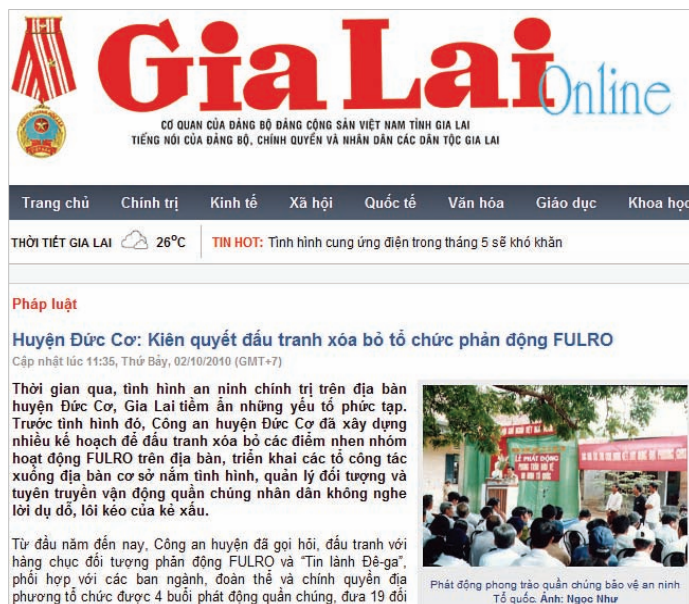 Gia Lai Online
CƠ QUAN CỦA ĐẢNG BỘ ĐẢNG CỘNG SẢN VIỆT NAM TỈNH GIA LAI
TIẾNG NÓI CỦA ĐẢNG BỘ, CHÍNH QUYỀN VÀ NHÂN DÂN CÁC DÂN TỘC GIA LAI
Trang chủ Chính trị Kinh tế Xã hội Quốc tế Văn hóa Giáo dục Khoa học
THỜI TIẾT GIA LAI 26°C TIN HOT: Tình hình cung ứng điện trong tháng 5 sẽ khó khăn
Pháp luật
Huyện Đức Cơ: Kiên quyết đấu tranh xóa bỏ tổ chức phản động FULRO
Cập nhật lúc 11:35, Thứ Bảy, 02/10/2010 (GMT+7)
Thời gian qua, tình hình an ninh chính trị trên địa bàn
huyện Đức Cơ, Gia Lai tiềm ẩn những yếu tố phức tạp.
Trước tình hình đó, Công an huyện Đức Cơ đã xây dựng
nhiều kế hoạch để đấu tranh xóa bỏ các điểm nhen nhóm
hoạt động FULRO trên địa bàn, triển khai các tổ công tác
xuống địa bàn cơ sở nắm tình hình, quản lý đối tượng và
tuyên truyền vận động quần chúng nhân dân không nghe
lời dụ dỗ, lôi kéo của kẻ xấu.
Từ đầu năm đến nay, Công an huyện đã gọi hỏi, đấu tranh với
hàng chục đối tượng phản động FULRO và “Tin lành Đê-ga”,
phối hợp với các ban ngành, đoàn thể và chính quyền địa
phương tổ chức được 4 buổi phát động quần chúng, đưa 19 đối
LỄ PHÁT ĐỘNG
PHONG TRÀO BẢO VỆ
AN NINH TỔ QUỐC
Phát động phong trào quần chúng bảo vệ an ninh
Tổ quốc. Ảnh: Ngọc Như